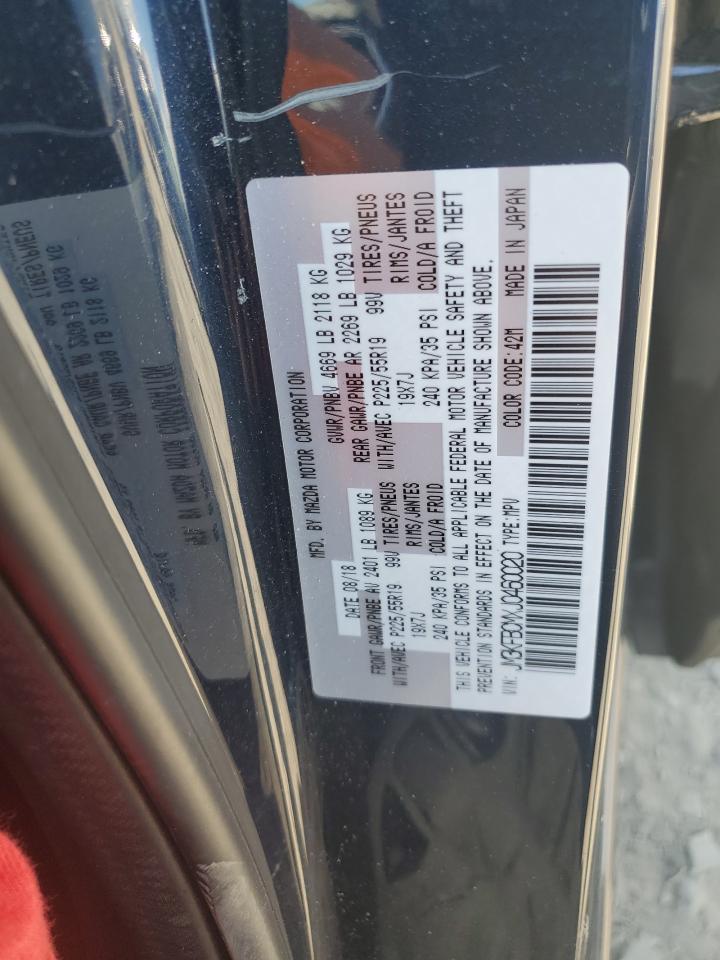 MFD. BY MAZDA MOTOR CORPORATION
DATE 08/18 GVWR/PNBV 4669 LB 2118 KG
FRONT GAWR/PNBE AV 2401 LB 1089 KG REAR GAWR/PNBE AR 2269 LB 1029 KG
WITH/AVEC P225/55R19 99V TIRES/PNEUS WITH/AVEC P225/55R19 99V TIRES/PNEUS
19X7J RIMS/JANTES 19X7J RIMS/JANTES
240 KPA/35 PSI COLD/A FROID 240 KPA/35 PSI COLD/A FROID
THIS VEHICLE CONFORMS TO ALL APPLICABLE FEDERAL MOTOR VEHICLE SAFETY AND THEFT
PREVENTION STANDARDS IN EFFECT ON THE DATE OF MANUFACTURE SHOWN ABOVE.
VIN: JM3KFBCMXJ0460020 TYPE:MPV COLOR CODE:42M MADE IN JAPAN